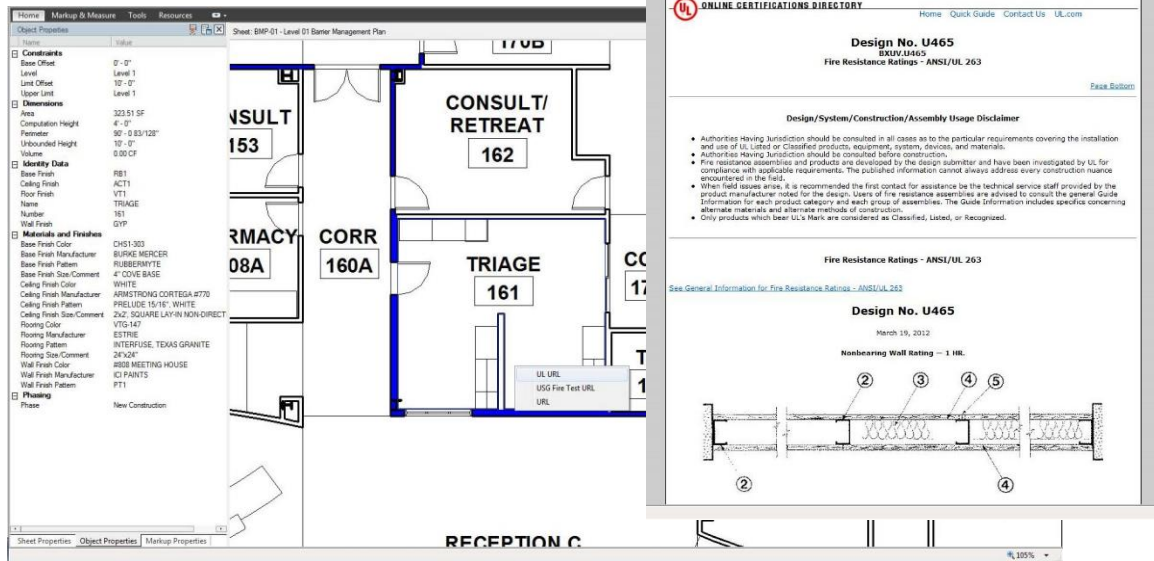 Home Markup & Measure Tools Resources
Object Properties
Name Value
Constraints
Base Offset 0' - 0"
Level Level 1
Limit Offset 10' - 0"
Upper Limit Level 1
Dimensions
Area 323.51 SF
Computation Height 4' - 0"
Perimeter 90' - 0 83/128"
Unbounded Height 10' - 0"
Volume 0.00 CF
Identity Data
Base Finish RB1
Ceiling Finish ACT1
Floor Finish VT1
Name TRIAGE
Number 161
Wall Finish GYP
Materials and Finishes
Base Finish Color CHS1-303
Base Finish Manufacturer BURKE MERCER
Base Finish Pattern RUBBERMYTE
Base Finish Size/Comment 4" COVE BASE
Ceiling Finish Color WHITE
Ceiling Finish Manufacturer ARMSTRONG CORTEGA #770
Ceiling Finish Pattern PRELUDE 15/16", WHITE
Ceiling Finish Size/Comment 2x2', SQUARE LAY-IN NON-DIRECT
Flooring Color VTG-147
Flooring Manufacturer ESTRIE
Flooring Pattern INTERFUSE, TEXAS GRANITE
Flooring Size/Comment 24"x24"
Wall Finish Color #808 MEETING HOUSE
Wall Finish Manufacturer ICI PAINTS
Wall Finish Pattern PT1
Phasing
Phase New Construction
Sheet Properties Object Properties Markup Properties
Sheet: BMP-01 - Level 01 Barrier Management Plan
170B
NSULT
153
CONSULT/
RETREAT
162
RMACY
08A
CORR
160A
TRIAGE
161
CO
17
T
1
UL URL
USG Fire Test URL
URL
RECEPTION C
105%
UL ONLINE CERTIFICATIONS DIRECTORY
Home Quick Guide Contact Us UL.com
Design No. U465
BXUV.U465
Fire Resistance Ratings - ANSI/UL 263
Page Bottom
Design/System/Construction/Assembly Usage Disclaimer
• Authorities Having Jurisdiction should be consulted in all cases as to the particular requirements covering the installation
and use of UL Listed or Classified products, equipment, system, devices, and materials.
• Authorities Having Jurisdiction should be consulted before construction.
• Fire resistance assemblies and products are developed by the design submitter and have been investigated by UL for
compliance with applicable requirements. The published information cannot always address every construction nuance
encountered in the field.
• When field issues arise, it is recommended the first contact for assistance be the technical service staff provided by the
product manufacturer noted for the design. Users of fire resistance assemblies are advised to consult the general Guide
Information for each product category and each group of assemblies. The Guide Information includes specifics concerning
alternate materials and alternate methods of construction.
• Only products which bear UL's Mark are considered as Classified, Listed, or Recognized.
Fire Resistance Ratings - ANSI/UL 263
See General Information for Fire Resistance Ratings - ANSI/UL 263
Design No. U465
March 19, 2012
Nonbearing Wall Rating — 1 HR.
2 3 4 5
2 4